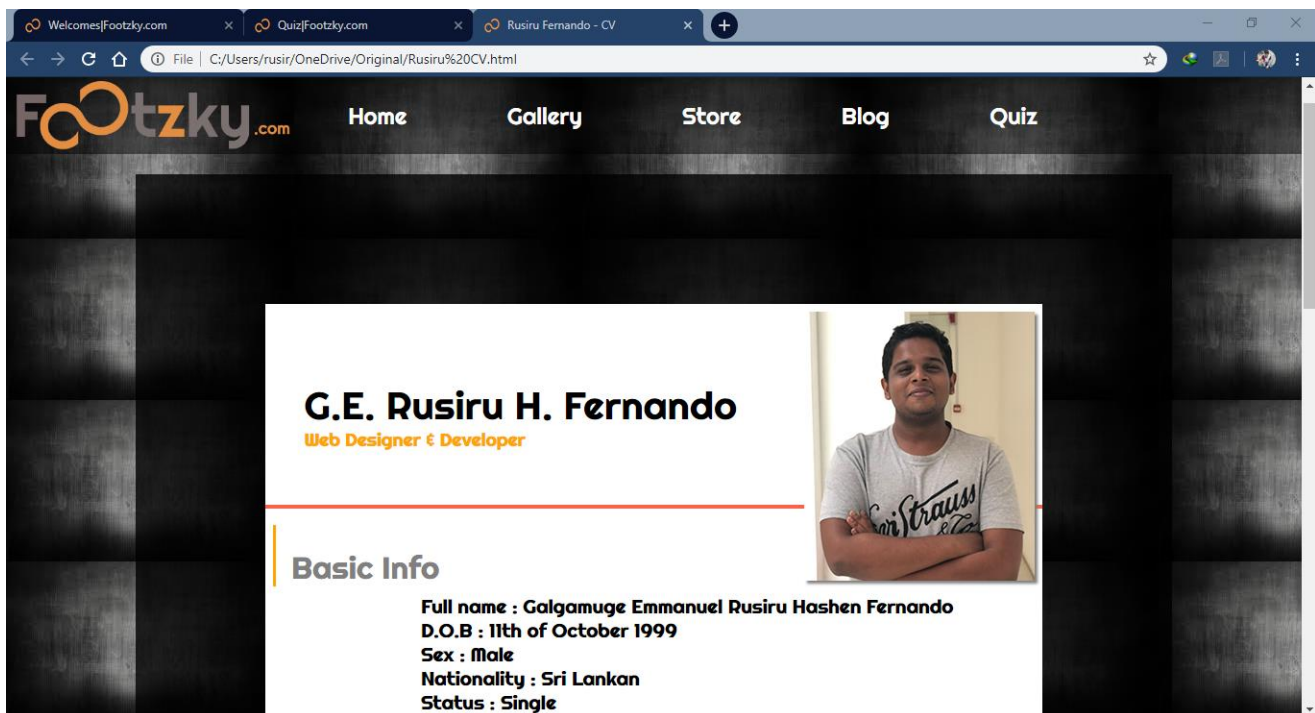 Welcomes|Footzky.com
Quiz|Footzky.com
Rusiru Fernando - CV
File | C:/Users/rusir/OneDrive/Original/Rusiru%20CV.html
Footzky.com
Home Gallery Store Blog Quiz
G.E. Rusiru H. Fernando
Web Designer & Developer
Basic Info
Full name : Galgamuge Emmanuel Rusiru Hashen Fernando
D.O.B : 11th of October 1999
Sex : Male
Nationality : Sri Lankan
Status : Single